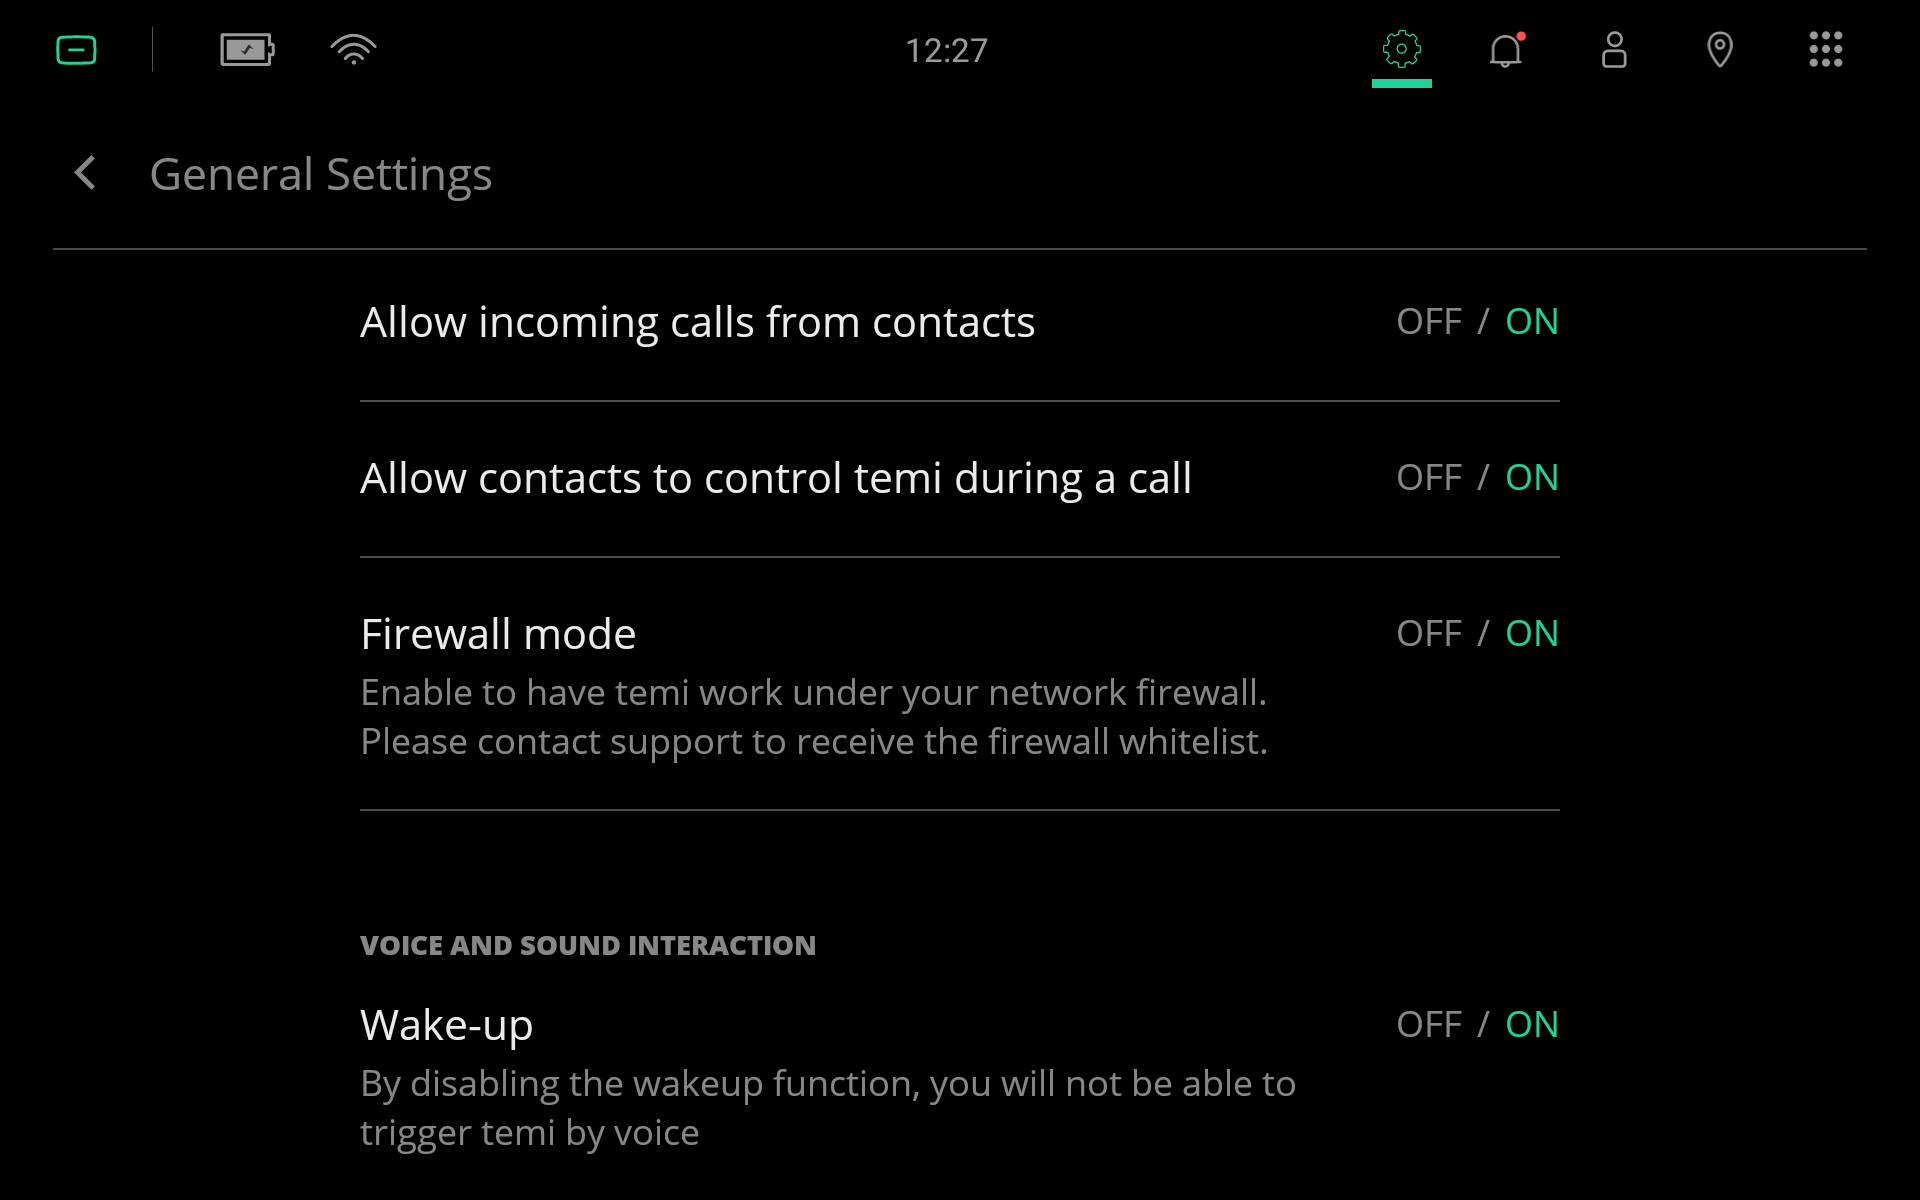 12:27
General Settings
Allow incoming calls from contacts OFF / ON
Allow contacts to control temi during a call OFF / ON
Firewall mode OFF / ON
Enable to have temi work under your network firewall.
Please contact support to receive the firewall whitelist.
VOICE AND SOUND INTERACTION
Wake-up OFF / ON
By disabling the wakeup function, you will not be able to
trigger temi by voice